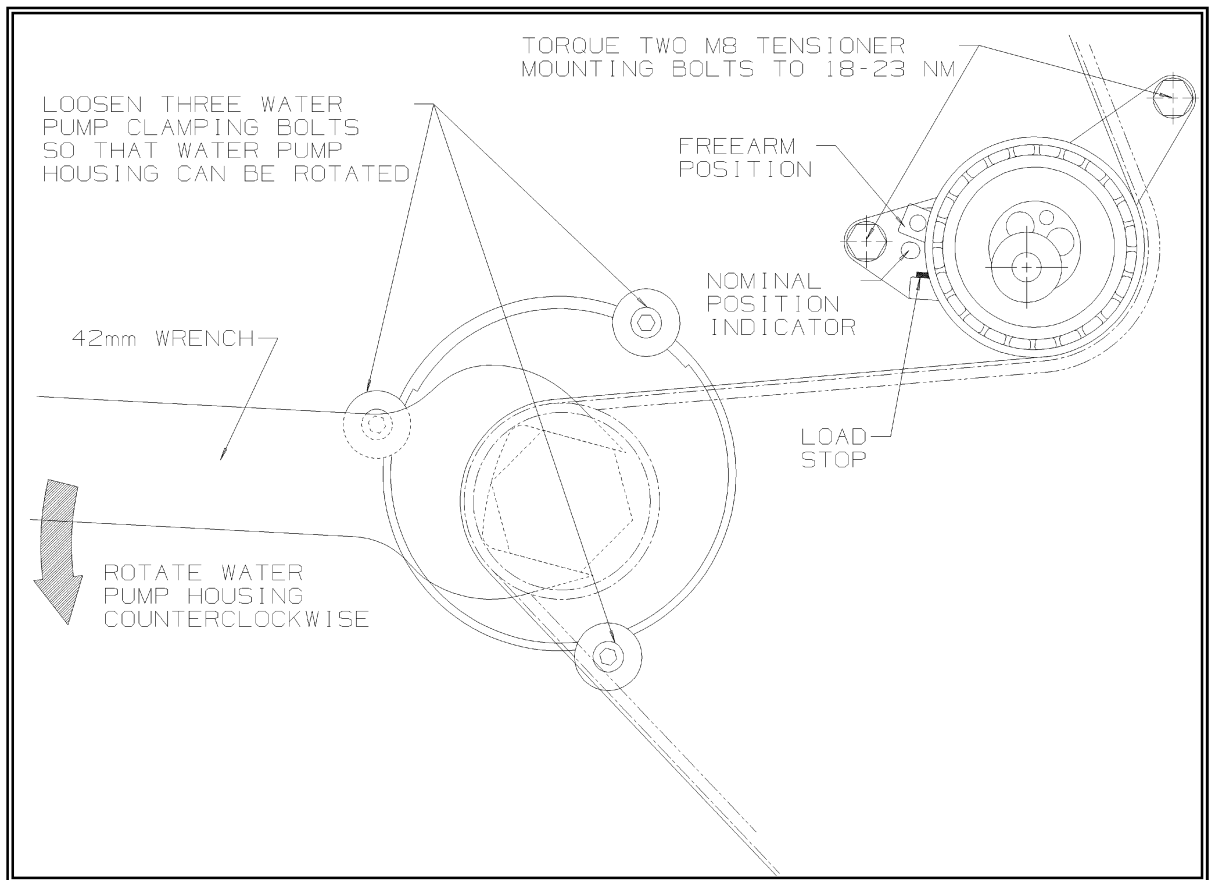 TORQUE TWO M8 TENSIONER
MOUNTING BOLTS TO 18-23 NM
LOOSEN THREE WATER
PUMP CLAMPING BOLTS
SO THAT WATER PUMP
HOUSING CAN BE ROTATED
FREEARM
POSITION
NOMINAL
POSITION
INDICATOR
42mm WRENCH
LOAD
STOP
ROTATE WATER
PUMP HOUSING
COUNTERCLOCKWISE